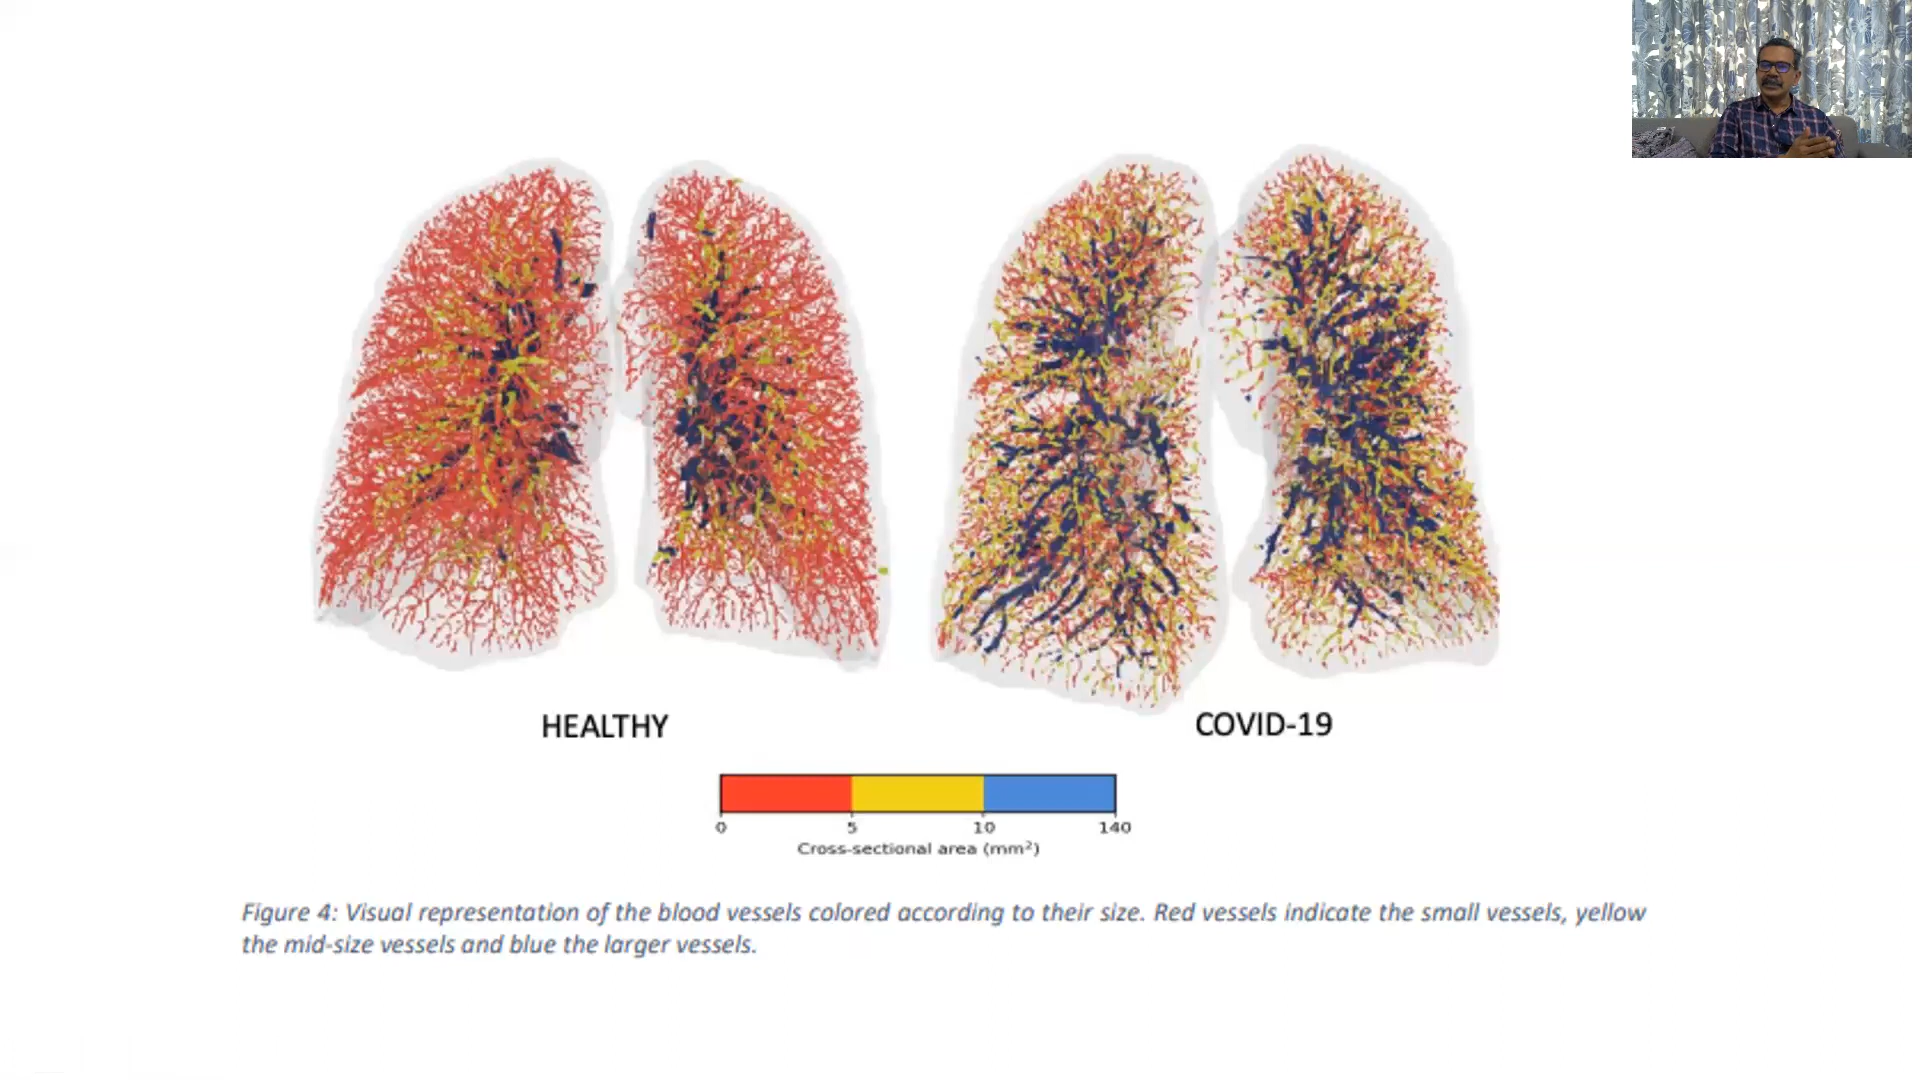 HEALTHY
COVID-19
0 5 10 140
Cross-sectional area (mm²)
Figure 4: Visual representation of the blood vessels colored according to their size. Red vessels indicate the small vessels, yellow
the mid-size vessels and blue the larger vessels.